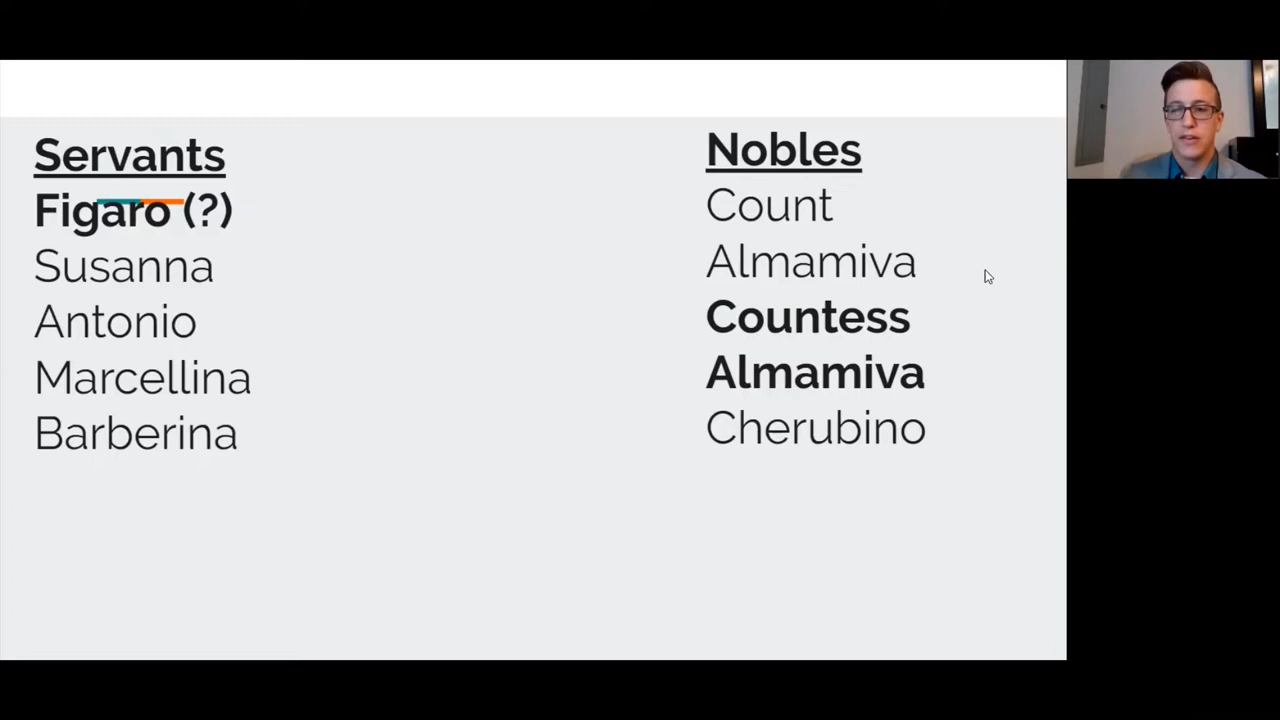 Servants
Figaro (?)
Susanna
Antonio
Marcellina
Barberina
Nobles
Count
Almamiva
Countess
Almamiva
Cherubino